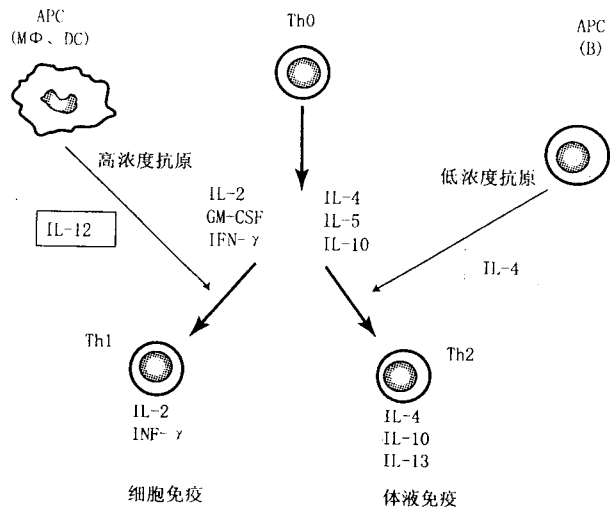 APC
(MΦ、DC)
Th0
APC
(B)
高浓度抗原
低浓度抗原
IL-12
IL-2
GM-CSF
IFN-γ
IL-4
IL-5
IL-10
IL-4
Th1
Th2
IL-2
INF-γ
IL-4
IL-10
IL-13
细胞免疫
体液免疫